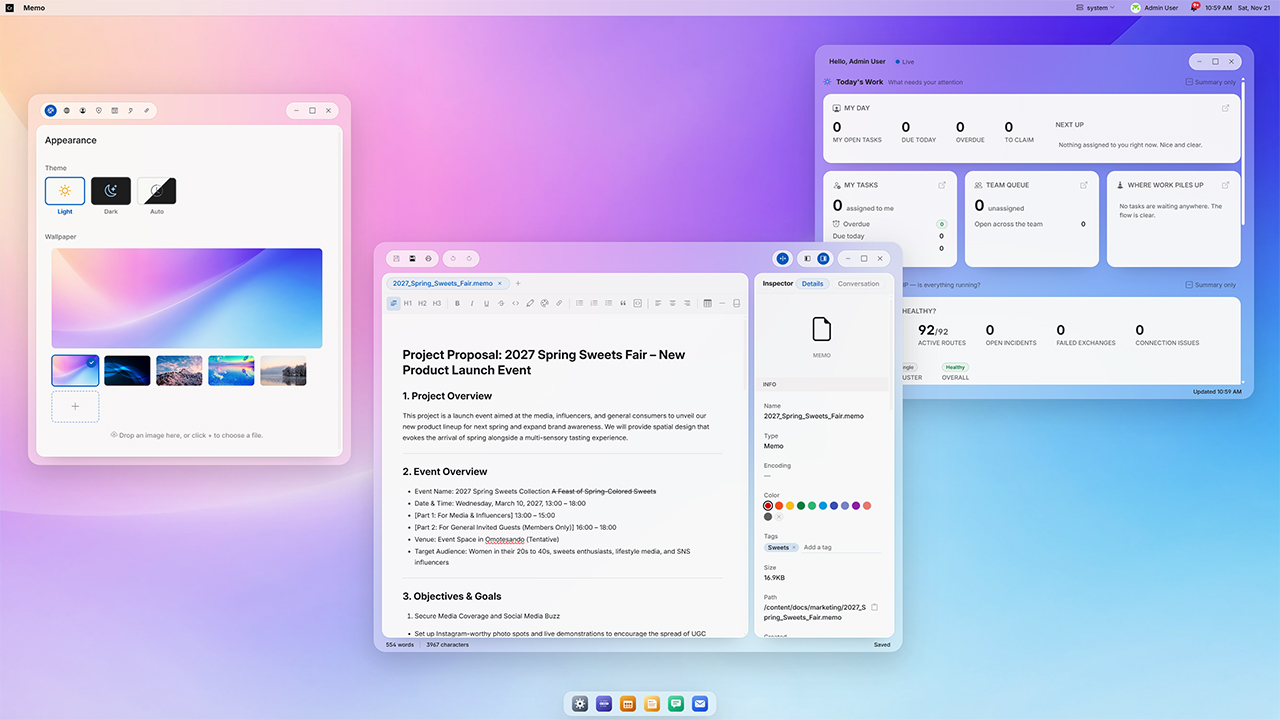 Memo
system
Admin User
9+
10:59 AM
Sat, Nov 21
Appearance
Theme
Light
Dark
Auto
Wallpaper
Drop an image here, or click + to choose a file.
Hello, Admin User
Live
Today's Work
What needs your attention
Summary only
MY DAY
0
MY OPEN TASKS
0
DUE TODAY
0
OVERDUE
0
TO CLAIM
NEXT UP
Nothing assigned to you right now. Nice and clear.
MY TASKS
0 assigned to me
Overdue 0
Due today 0
0
TEAM QUEUE
0 unassigned
Open across the team 0
WHERE WORK PILES UP
No tasks are waiting anywhere. The
flow is clear.
— is everything running?
Summary only
HEALTHY?
92/92
ACTIVE ROUTES
0
OPEN INCIDENTS
0
FAILED EXCHANGES
0
CONNECTION ISSUES
ngle
USTER
Healthy
OVERALL
Updated 10:59 AM
2027_Spring_Sweets_Fair.memo × +
H1 H2 H3 B I U S
Project Proposal: 2027 Spring Sweets Fair – New
Product Launch Event
1. Project Overview
This project is a launch event aimed at the media, influencers, and general consumers to unveil our
new product lineup for next spring and expand brand awareness. We will provide spatial design that
evokes the arrival of spring alongside a multi-sensory tasting experience.
2. Event Overview
• Event Name: 2027 Spring Sweets Collection A Feast of Spring-Colored Sweets
• Date & Time: Wednesday, March 10, 2027, 13:00 – 18:00
• [Part 1: For Media & Influencers] 13:00 – 15:00
• [Part 2: For General Invited Guests (Members Only)] 16:00 – 18:00
• Venue: Event Space in Omotesando (Tentative)
• Target Audience: Women in their 20s to 40s, sweets enthusiasts, lifestyle media, and SNS
influencers
3. Objectives & Goals
1. Secure Media Coverage and Social Media Buzz
• Set up Instagram-worthy photo spots and live demonstrations to encourage the spread of UGC
554 words
3967 characters
Saved
Inspector
Details
Conversation
MEMO
INFO
Name
2027_Spring_Sweets_Fair.memo
Type
Memo
Encoding
—
Color
Tags
Sweets ×
Add a tag
Size
16.9KB
Path
/content/docs/marketing/2027_S
pring_Sweets_Fair.memo